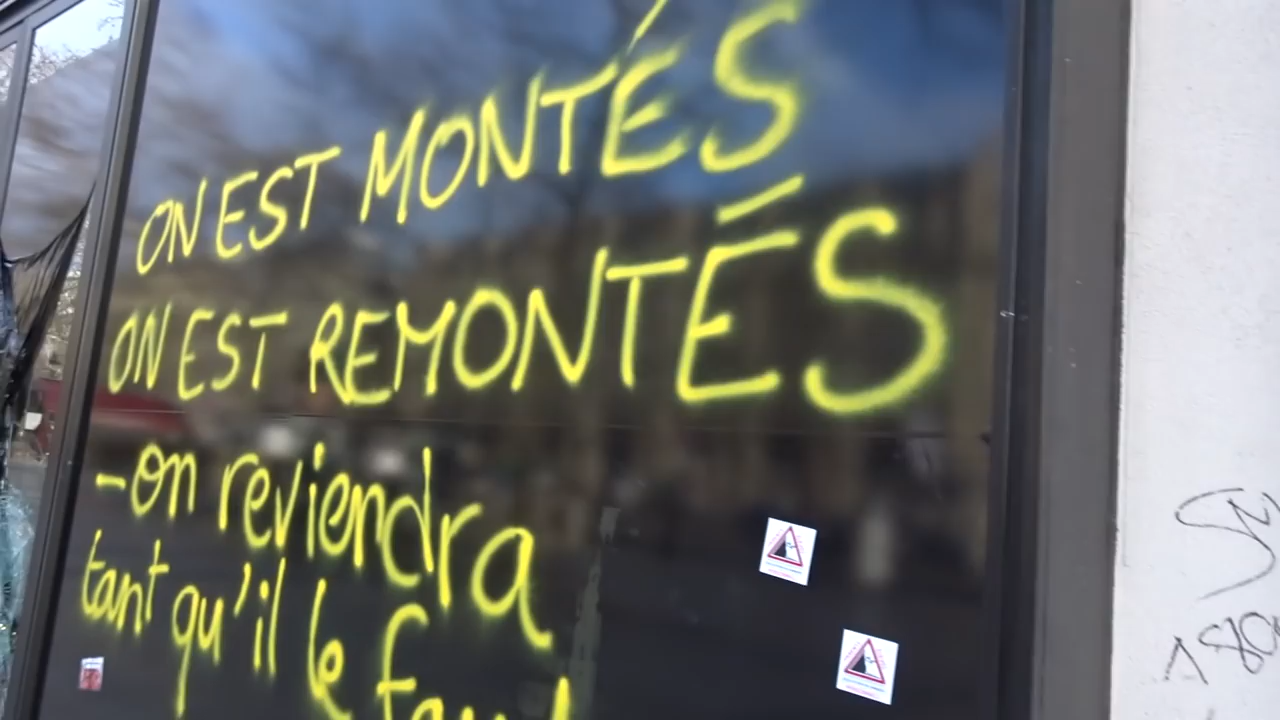 ON EST MONTÉS
ON EST REMONTÉS
-on reviendra
tant qu'il le